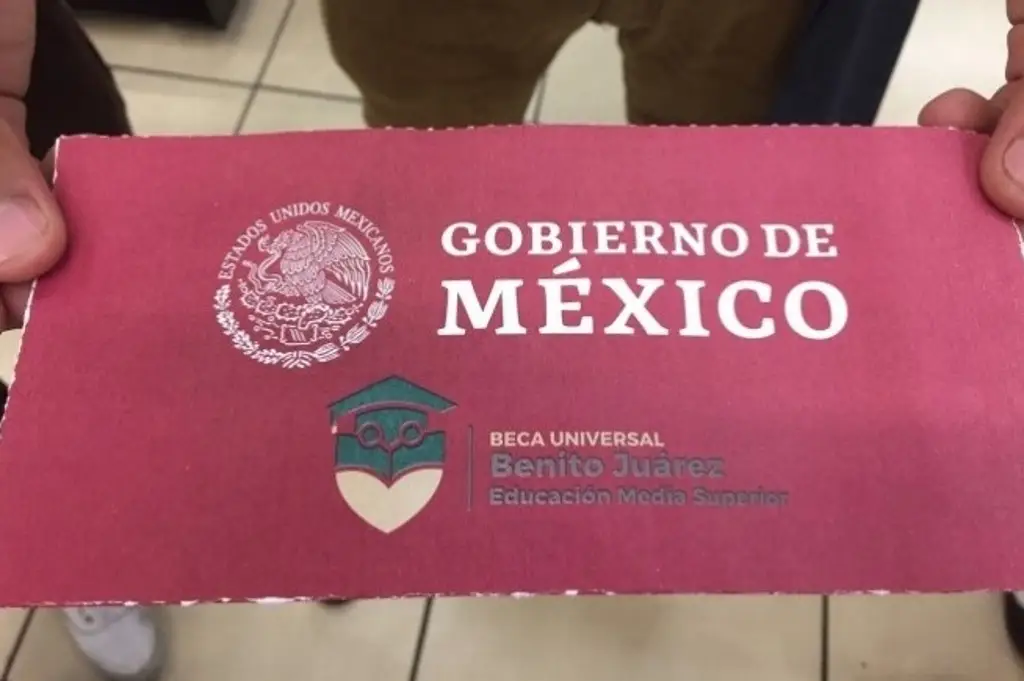 ESTADOS UNIDOS MEXICANOS
GOBIERNO DE
MÉXICO
BECA UNIVERSAL
Benito Juárez
Educación Media Superior